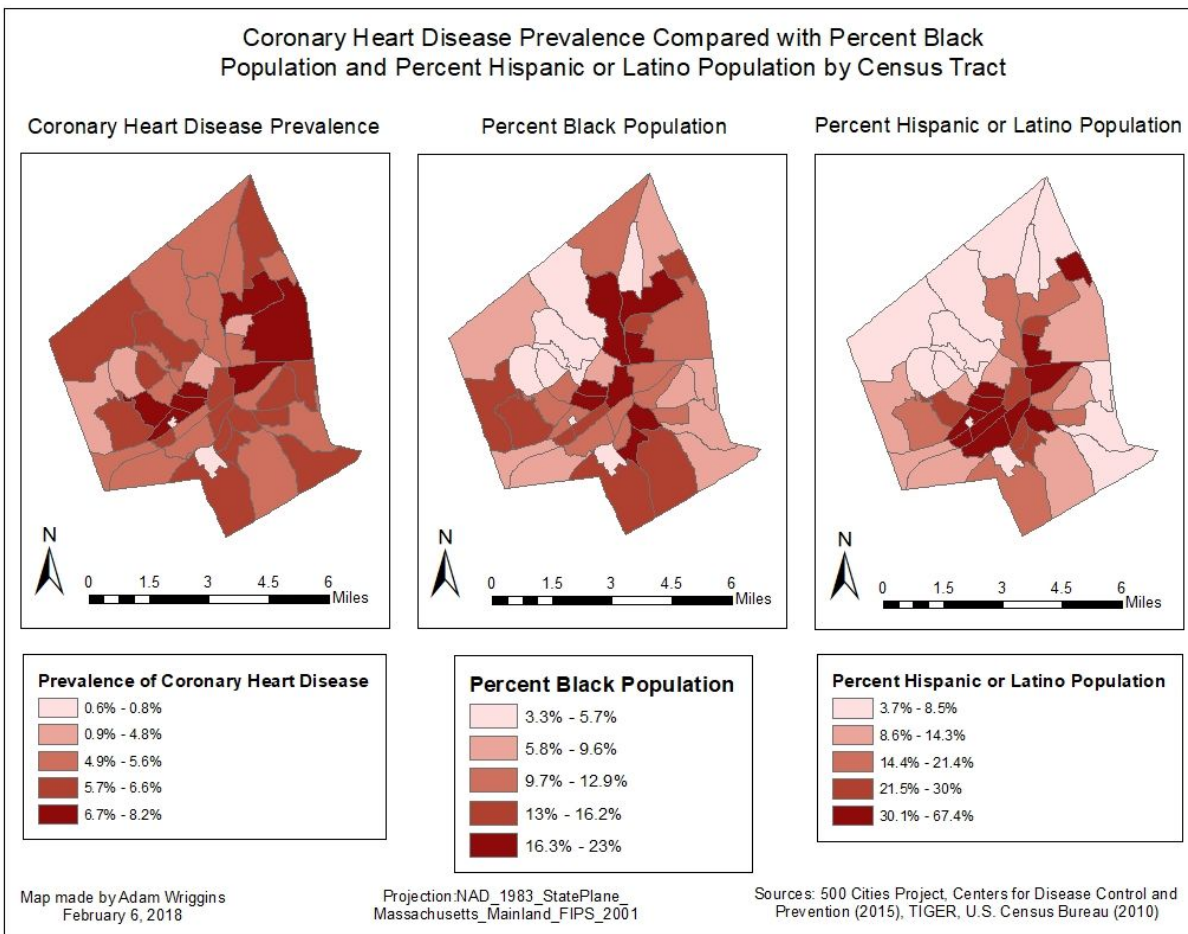 Coronary Heart Disease Prevalence Compared with Percent Black
Population and Percent Hispanic or Latino Population by Census Tract
Coronary Heart Disease Prevalence
Percent Black Population
Percent Hispanic or Latino Population
N
0 1.5 3 4.5 6
Miles
N
0 1.5 3 4.5 6
Miles
N
0 1.5 3 4.5 6
Miles
Prevalence of Coronary Heart Disease
0.6% - 0.8%
0.9% - 4.8%
4.9% - 5.6%
5.7% - 6.6%
6.7% - 8.2%
Percent Black Population
3.3% - 5.7%
5.8% - 9.6%
9.7% - 12.9%
13% - 16.2%
16.3% - 23%
Percent Hispanic or Latino Population
3.7% - 8.5%
8.6% - 14.3%
14.4% - 21.4%
21.5% - 30%
30.1% - 67.4%
Map made by Adam Wriggins
February 6, 2018
Projection:NAD_1983_StatePlane_
Massachusetts_Mainland_FIPS_2001
Sources: 500 Cities Project, Centers for Disease Control and
Prevention (2015), TIGER, U.S. Census Bureau (2010)